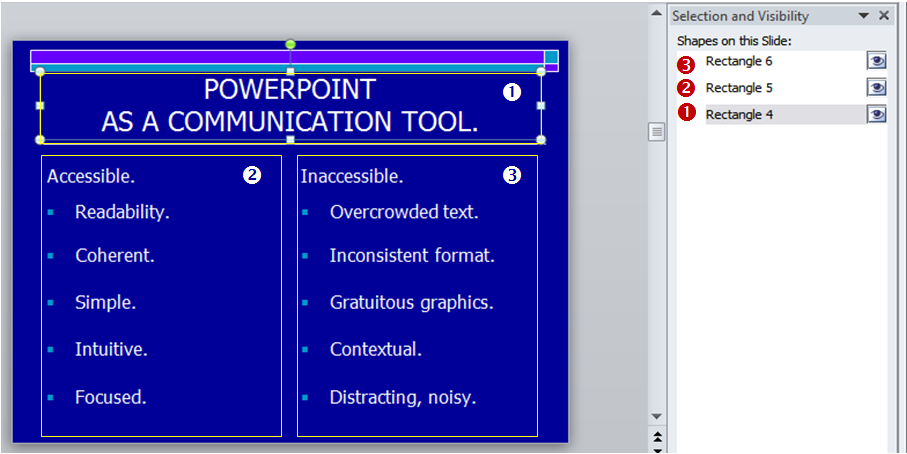 POWERPOINT
AS A COMMUNICATION TOOL.
1
Accessible.
2
Readability.
Coherent.
Simple.
Intuitive.
Focused.
Inaccessible.
3
Overcrowded text.
Inconsistent format.
Gratuitous graphics.
Contextual.
Distracting, noisy.
Selection and Visibility
Shapes on this Slide:
3 Rectangle 6
2 Rectangle 5
1 Rectangle 4